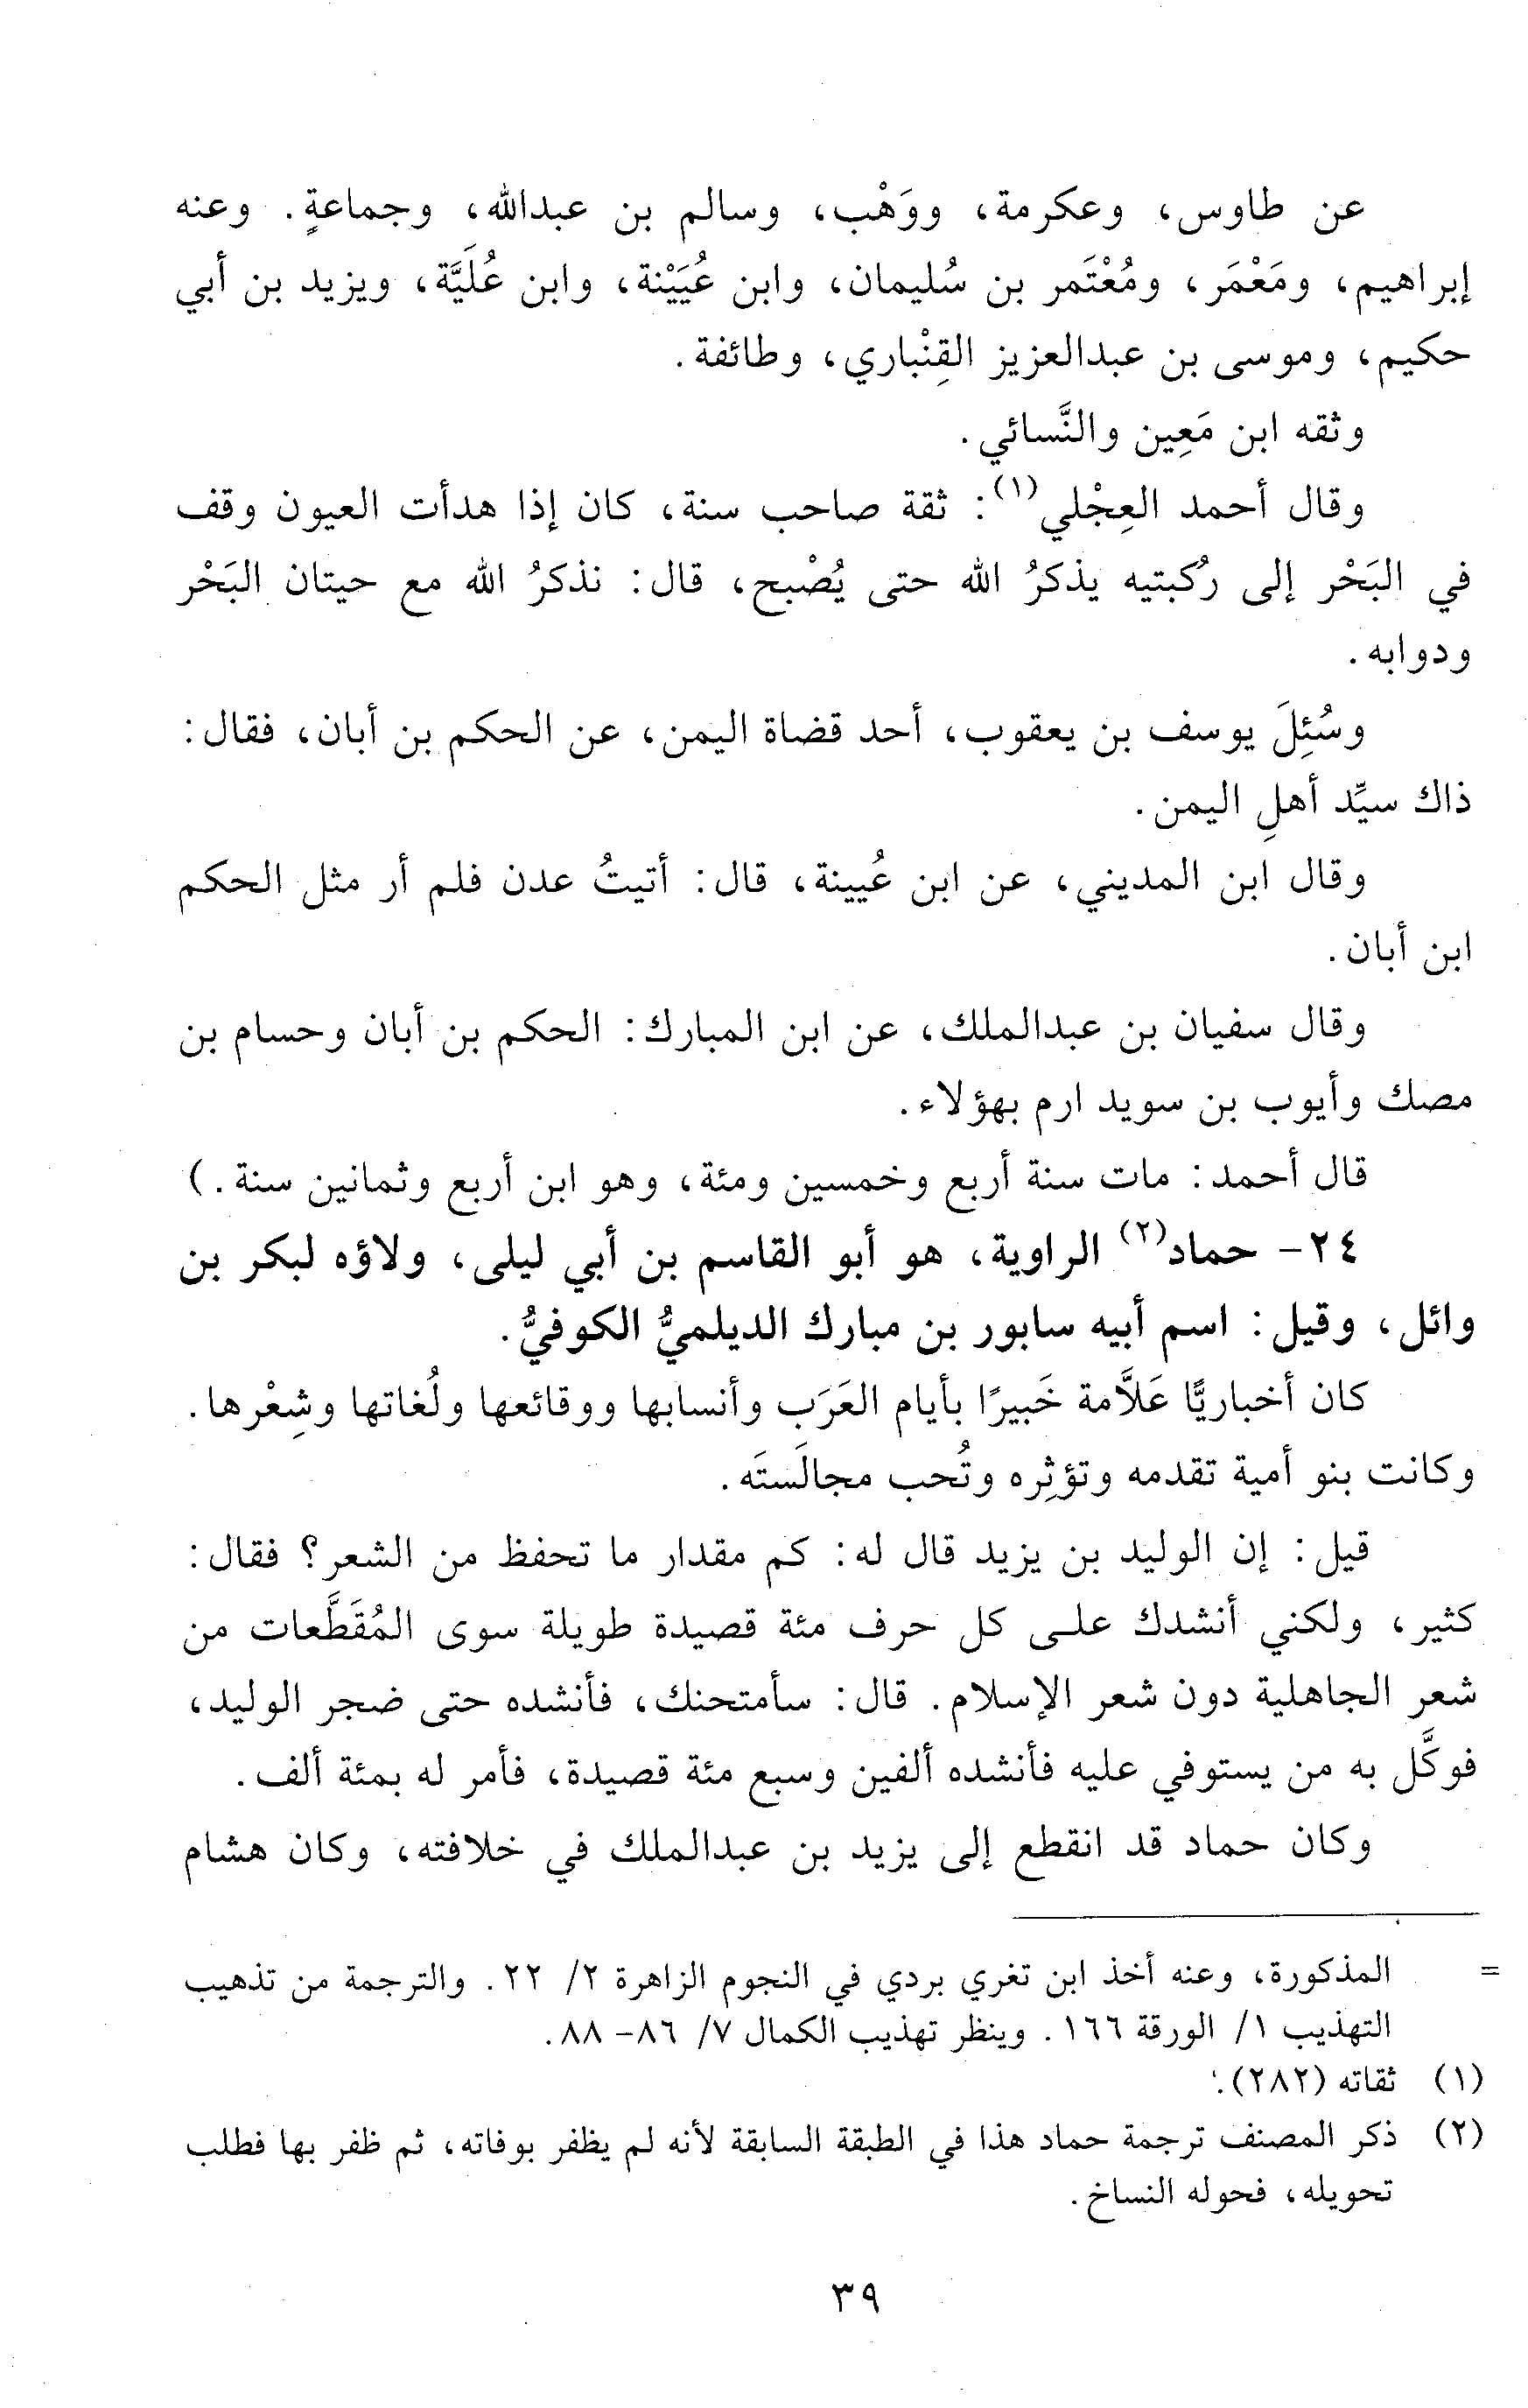 عن طاوس، وعكرمة، ووَهْب، وسالم بن عبدالله، وجماعةٍ. وعنه
إبراهيم، ومَعْمَر، ومُعْتَمر بن سُليمان، وابن عُيَيْنة، وابن عُلَيَّة، ويزيد بن أبي
حكيم، وموسى بن عبدالعزيز القِنْباري، وطائفة.
وثقه ابن مَعِين والنَّسائي.
وقال أحمد العِجْلي(١): ثقة صاحب سنة، كان إذا هدأت العيون وقف
في البَحْر إلى رُكبتيه يذكرُ الله حتى يُصْبح، قال: نذكرُ الله مع حيتان البَحْر
ودوابه.
وسُئِلَ يوسف بن يعقوب، أحد قضاة اليمن، عن الحكم بن أبان، فقال:
ذاك سيِّد أهلِ اليمن.
وقال ابن المديني، عن ابن عُيينة، قال: أتيتُ عدن فلم أر مثل الحكم
ابن أبان.
وقال سفيان بن عبدالملك، عن ابن المبارك: الحكم بن أبان وحسام بن
مصك وأيوب بن سويد ارم بهؤلاء.
قال أحمد: مات سنة أربع وخمسين ومئة، وهو ابن أربع وثمانين سنة.)
٢٤- حماد(٢) الراوية، هو أبو القاسم بن أبي ليلى، ولاؤه لبكر بن
وائل، وقيل: اسم أبيه سابور بن مبارك الديلميُّ الكوفيُّ.
كان أخباريًّا عَلاَّمة خَبيرًا بأيام العَرَب وأنسابها ووقائعها ولُغاتها وشِعْرها.
وكانت بنو أمية تقدمه وتؤثِره وتُحب مجالَستَه.
قيل: إن الوليد بن يزيد قال له: كم مقدار ما تحفظ من الشعر؟ فقال:
كثير، ولكني أنشدك على كل حرف مئة قصيدة طويلة سوى المُقَطَّعات من
شعر الجاهلية دون شعر الإسلام. قال: سأمتحنك، فأنشده حتى ضجر الوليد،
فوكَّل به من يستوفي عليه فأنشده ألفين وسبع مئة قصيدة، فأمر له بمئة ألف.
وكان حماد قد انقطع إلى يزيد بن عبدالملك في خلافته، وكان هشام
= المذكورة، وعنه أخذ ابن تغري بردي في النجوم الزاهرة ٢/ ٢٢. والترجمة من تذهيب
التهذيب ١/ الورقة ١٦٦. وينظر تهذيب الكمال ٧/ ٨٦- ٨٨.
(١) ثقاته (٢٨٢).
(٢) ذكر المصنف ترجمة حماد هذا في الطبقة السابقة لأنه لم يظفر بوفاته، ثم ظفر بها فطلب
تحويله، فحوله النساخ.
٣٩